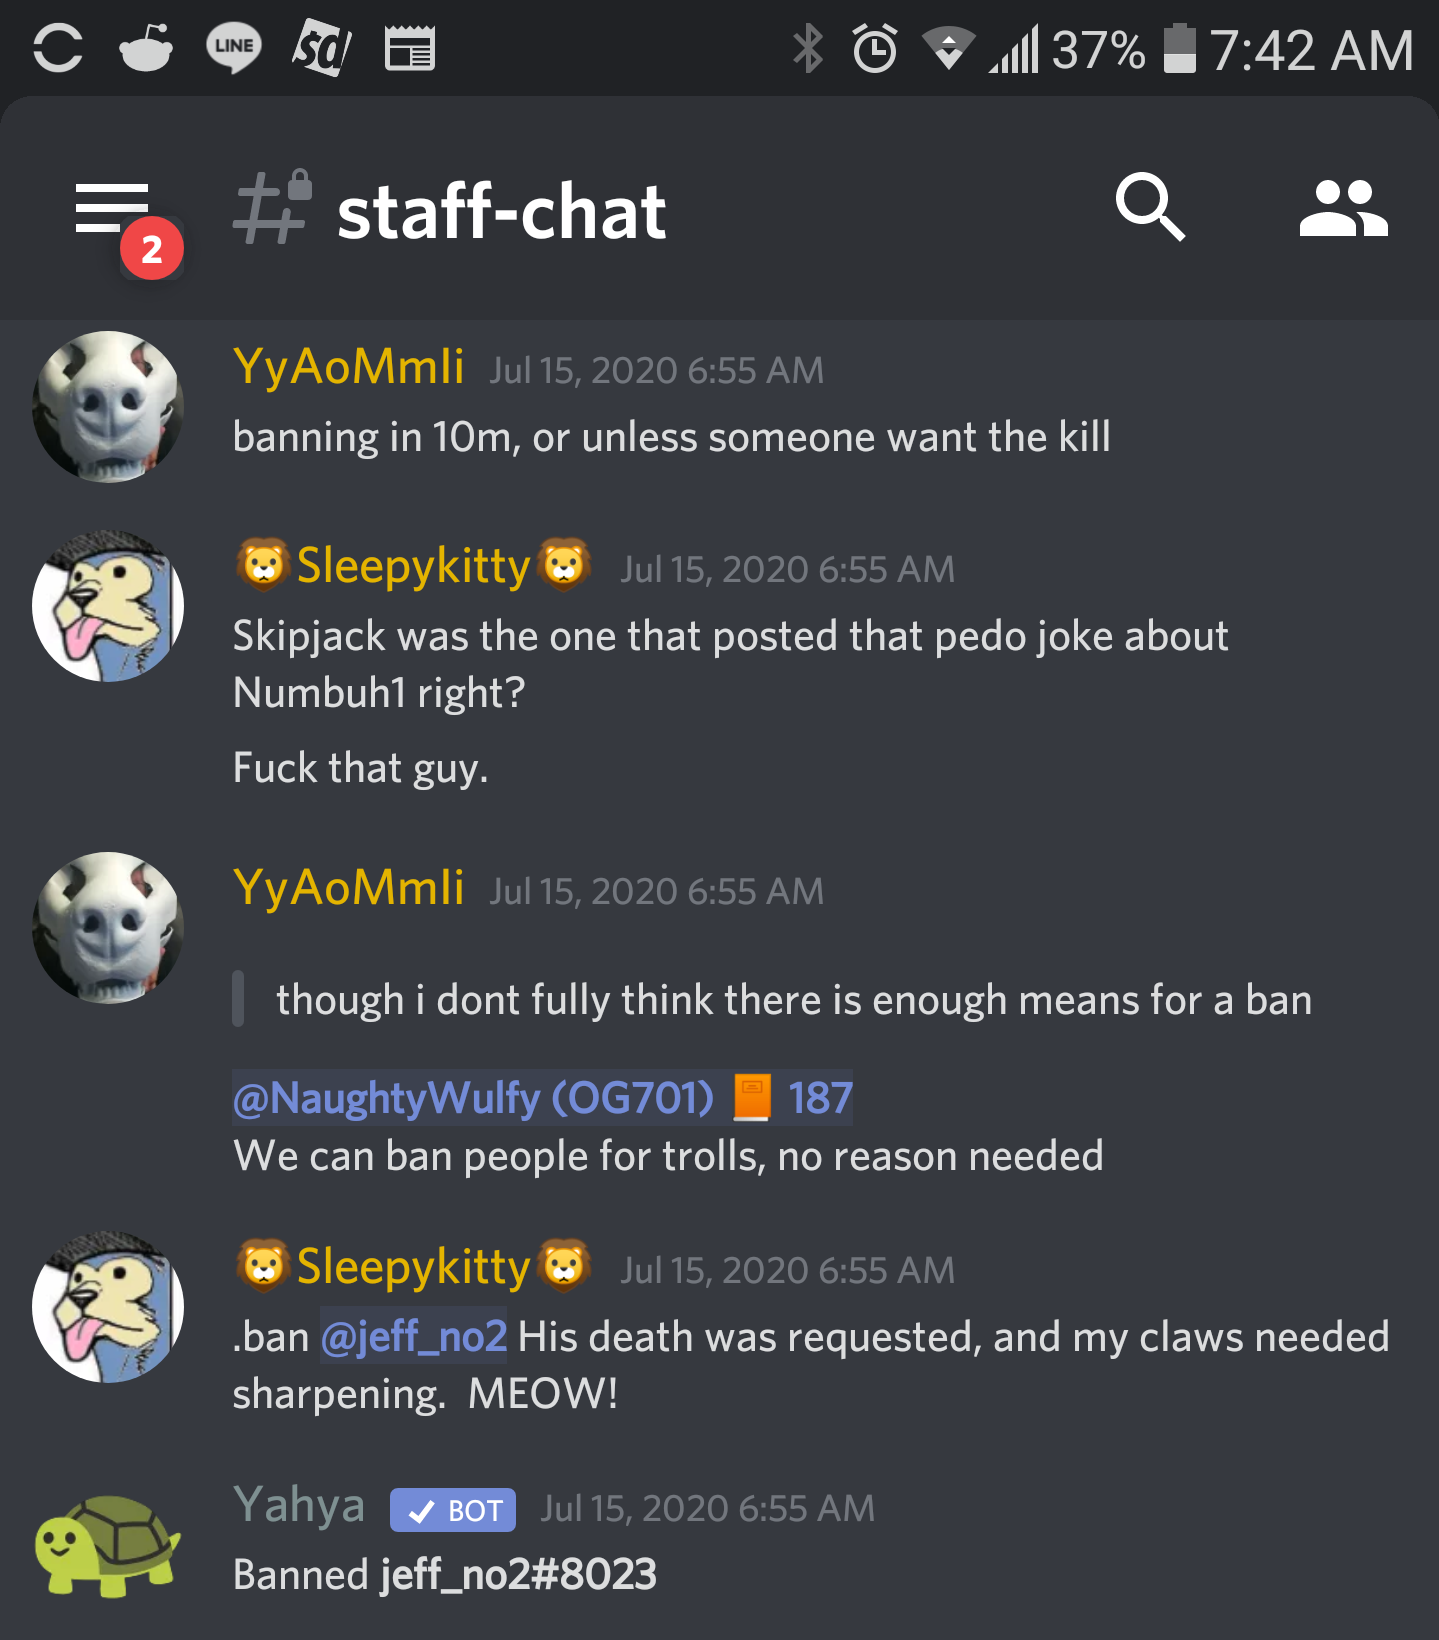 LINE
sd
37%
7:42 AM
2
staff-chat
YyAoMmIi Jul 15, 2020 6:55 AM
banning in 10m, or unless someone want the kill
🦁Sleepykitty🦁 Jul 15, 2020 6:55 AM
Skipjack was the one that posted that pedo joke about
Numbuh1 right?
Fuck that guy.
YyAoMmIi Jul 15, 2020 6:55 AM
though i dont fully think there is enough means for a ban
@NaughtyWulfy (OG701) 📙 187
We can ban people for trolls, no reason needed
🦁Sleepykitty🦁 Jul 15, 2020 6:55 AM
.ban @jeff_no2 His death was requested, and my claws needed
sharpening.  MEOW!
Yahya ✔ BOT Jul 15, 2020 6:55 AM
Banned jeff_no2#8023